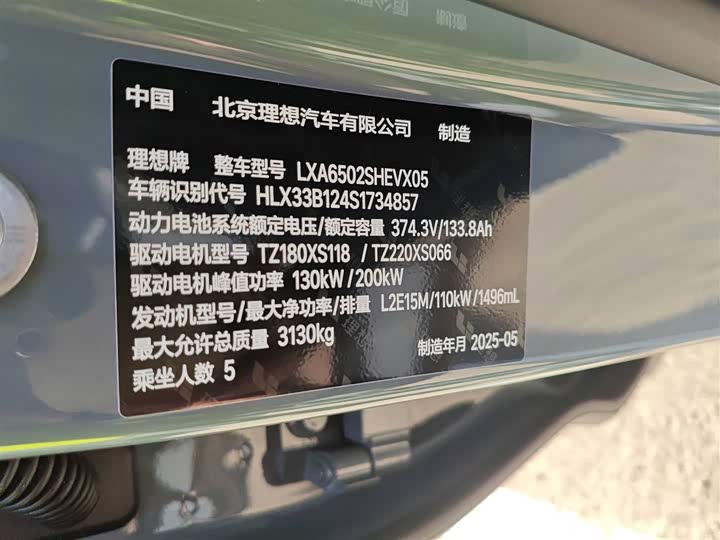 中国 北京理想汽车有限公司 制造
理想牌 整车型号 LXA6502SHEVX05
车辆识别代号 HLX33B124S1734857
动力电池系统额定电压/额定容量 374.3V/133.8Ah
驱动电机型号 TZ180XS118 / TZ220XS066
驱动电机峰值功率 130kW/200kW
发动机型号/最大净功率/排量 L2E15M/110kW/1496mL
最大允许总质量 3130kg 制造年月 2025-05
乘坐人数 5